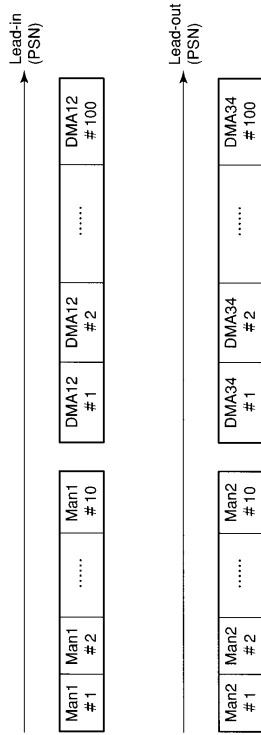 Lead-in
(PSN)
Man1
#1
Man1
#2
......
Man1
#10
DMA12
#1
DMA12
#2
......
DMA12
#100
Lead-out
(PSN)
Man2
#1
Man2
#2
......
Man2
#10
DMA34
#1
DMA34
#2
......
DMA34
#100